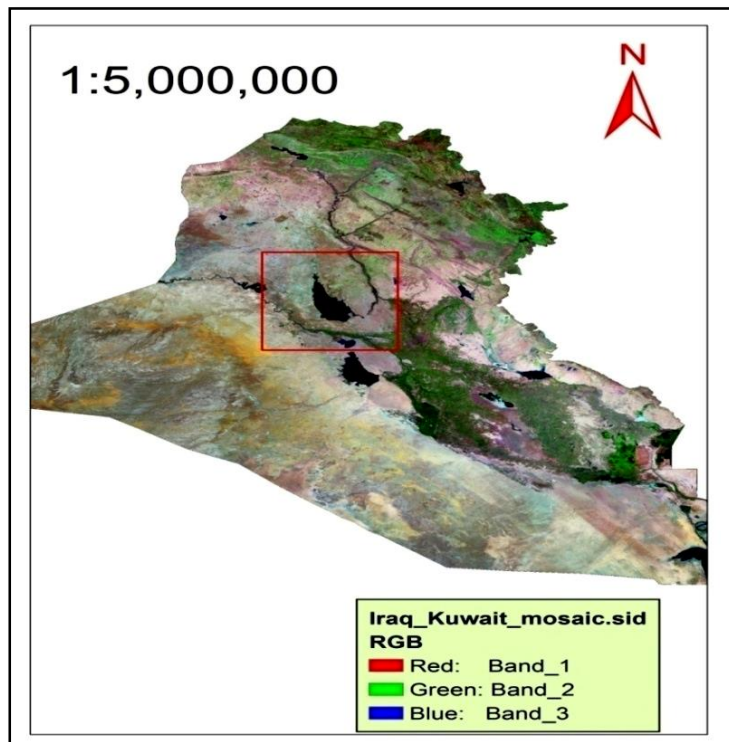 1:5,000,000
N
Iraq_Kuwait_mosaic.sid
RGB
Red: Band_1
Green: Band_2
Blue: Band_3